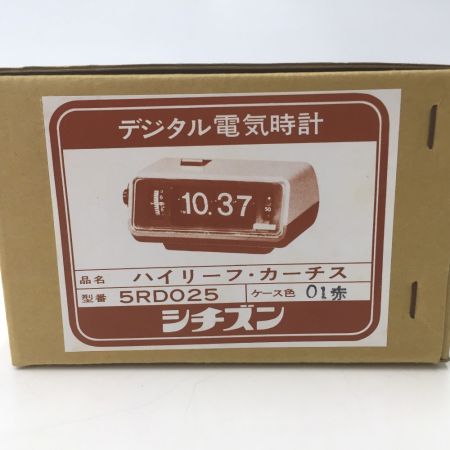 デジタル電気時計
10.37
品名 ハイリーフ・カーチス
型番 5RD025 ケース色 01赤
シチズン